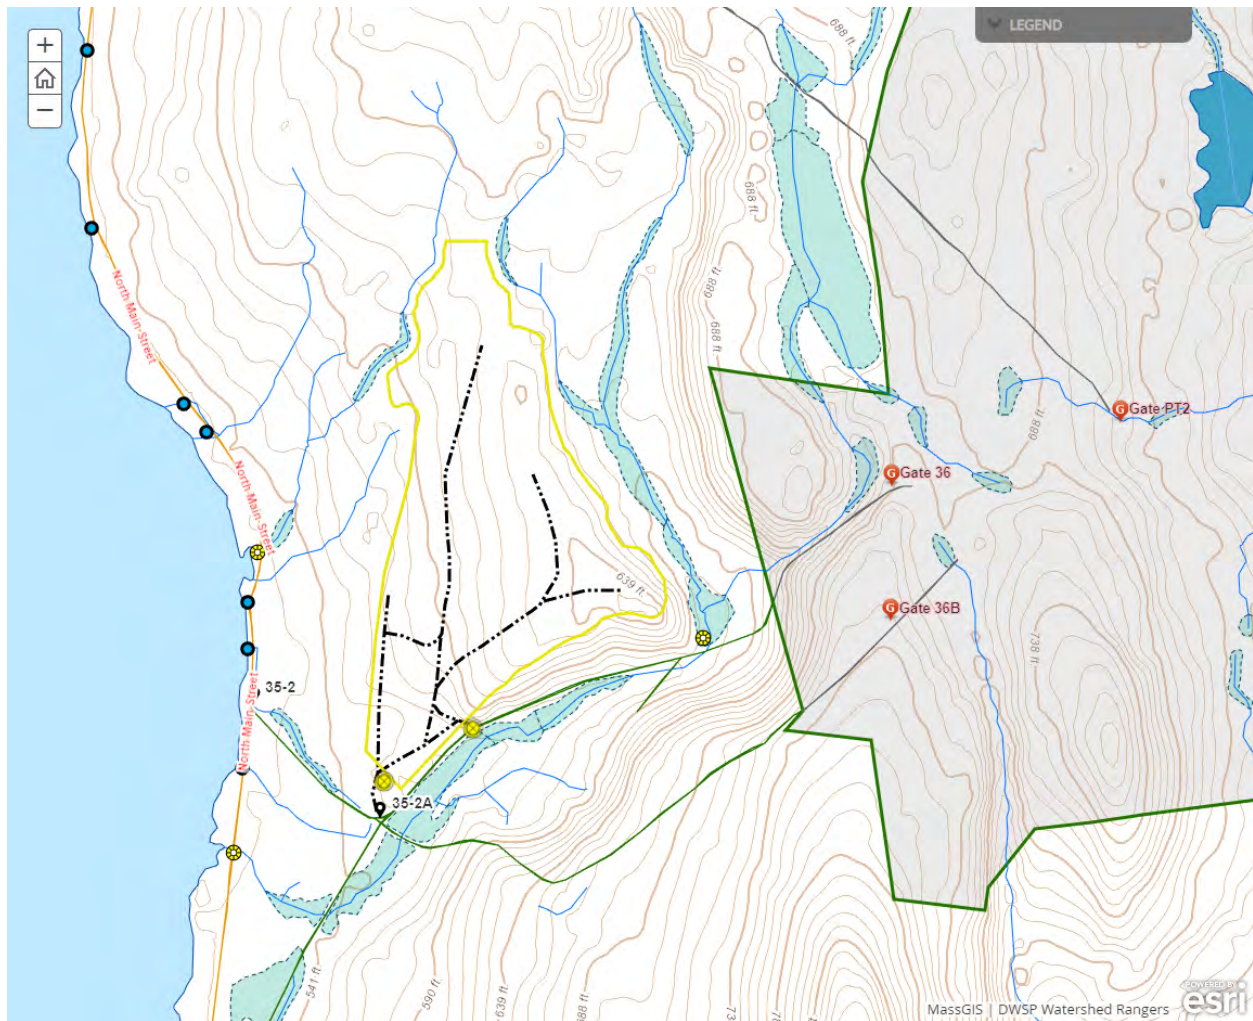 +
LEGEND
−
688 ft.
688 ft.
688 ft.
688 ft.
North Main Street
689 ft
Gate PT2
Gate 36
North Main Street
639 ft
Gate 36B
738 ft.
35-2
North Main-Street
35-2A
541 ft
590 ft
639 ft
MassGIS | DWSP Watershed Rangers
POWERED BY
esri